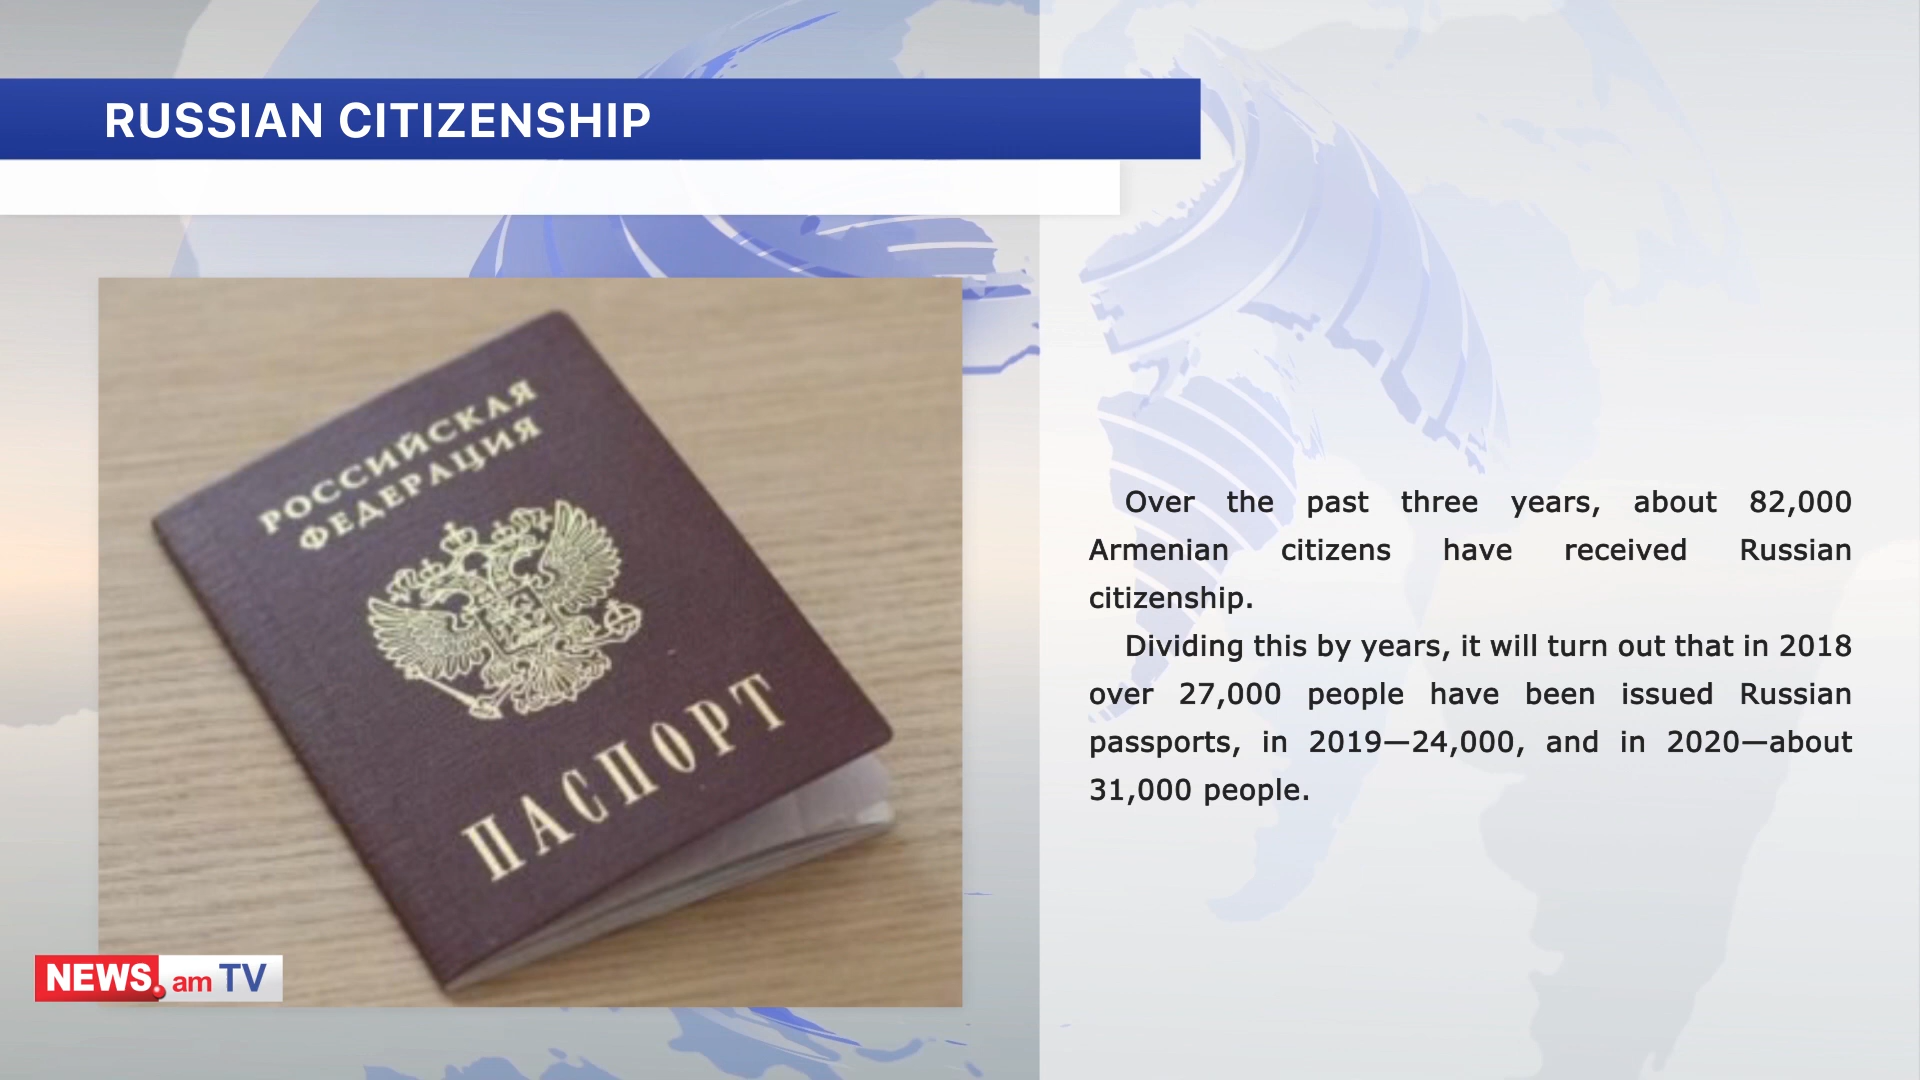 RUSSIAN CITIZENSHIP
РОССИЙСКАЯ
ФЕДЕРАЦИЯ
ПАСПОРТ
NEWS.am TV
Over the past three years, about 82,000
Armenian citizens have received Russian
citizenship.
Dividing this by years, it will turn out that in 2018
over 27,000 people have been issued Russian
passports, in 2019—24,000, and in 2020—about
31,000 people.